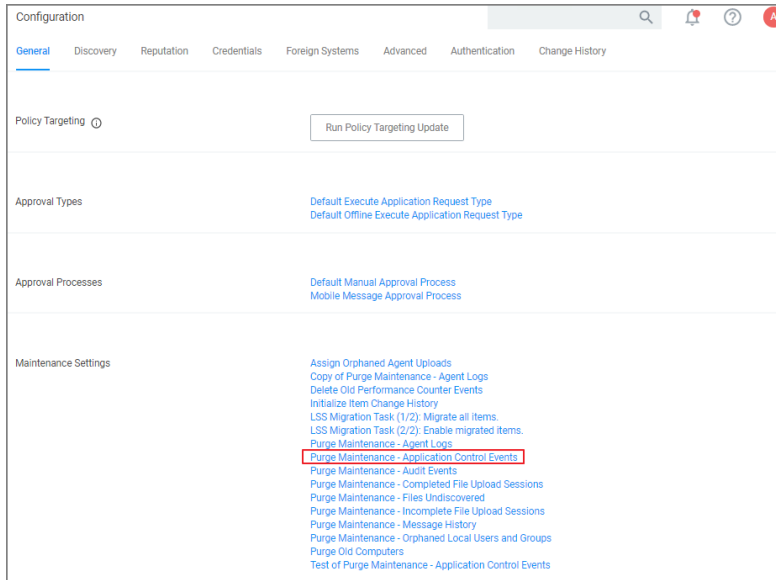 Configuration
A
General Discovery Reputation Credentials Foreign Systems Advanced Authentication Change History
Policy Targeting
Run Policy Targeting Update
Approval Types
Default Execute Application Request Type
Default Offline Execute Application Request Type
Approval Processes
Default Manual Approval Process
Mobile Message Approval Process
Maintenance Settings
Assign Orphaned Agent Uploads
Copy of Purge Maintenance - Agent Logs
Delete Old Performance Counter Events
Initialize Item Change History
LSS Migration Task (1/2): Migrate all items.
LSS Migration Task (2/2): Enable migrated items.
Purge Maintenance - Agent Logs
Purge Maintenance - Application Control Events
Purge Maintenance - Audit Events
Purge Maintenance - Completed File Upload Sessions
Purge Maintenance - Files Undiscovered
Purge Maintenance - Incomplete File Upload Sessions
Purge Maintenance - Message History
Purge Maintenance - Orphaned Local Users and Groups
Purge Old Computers
Test of Purge Maintenance - Application Control Events